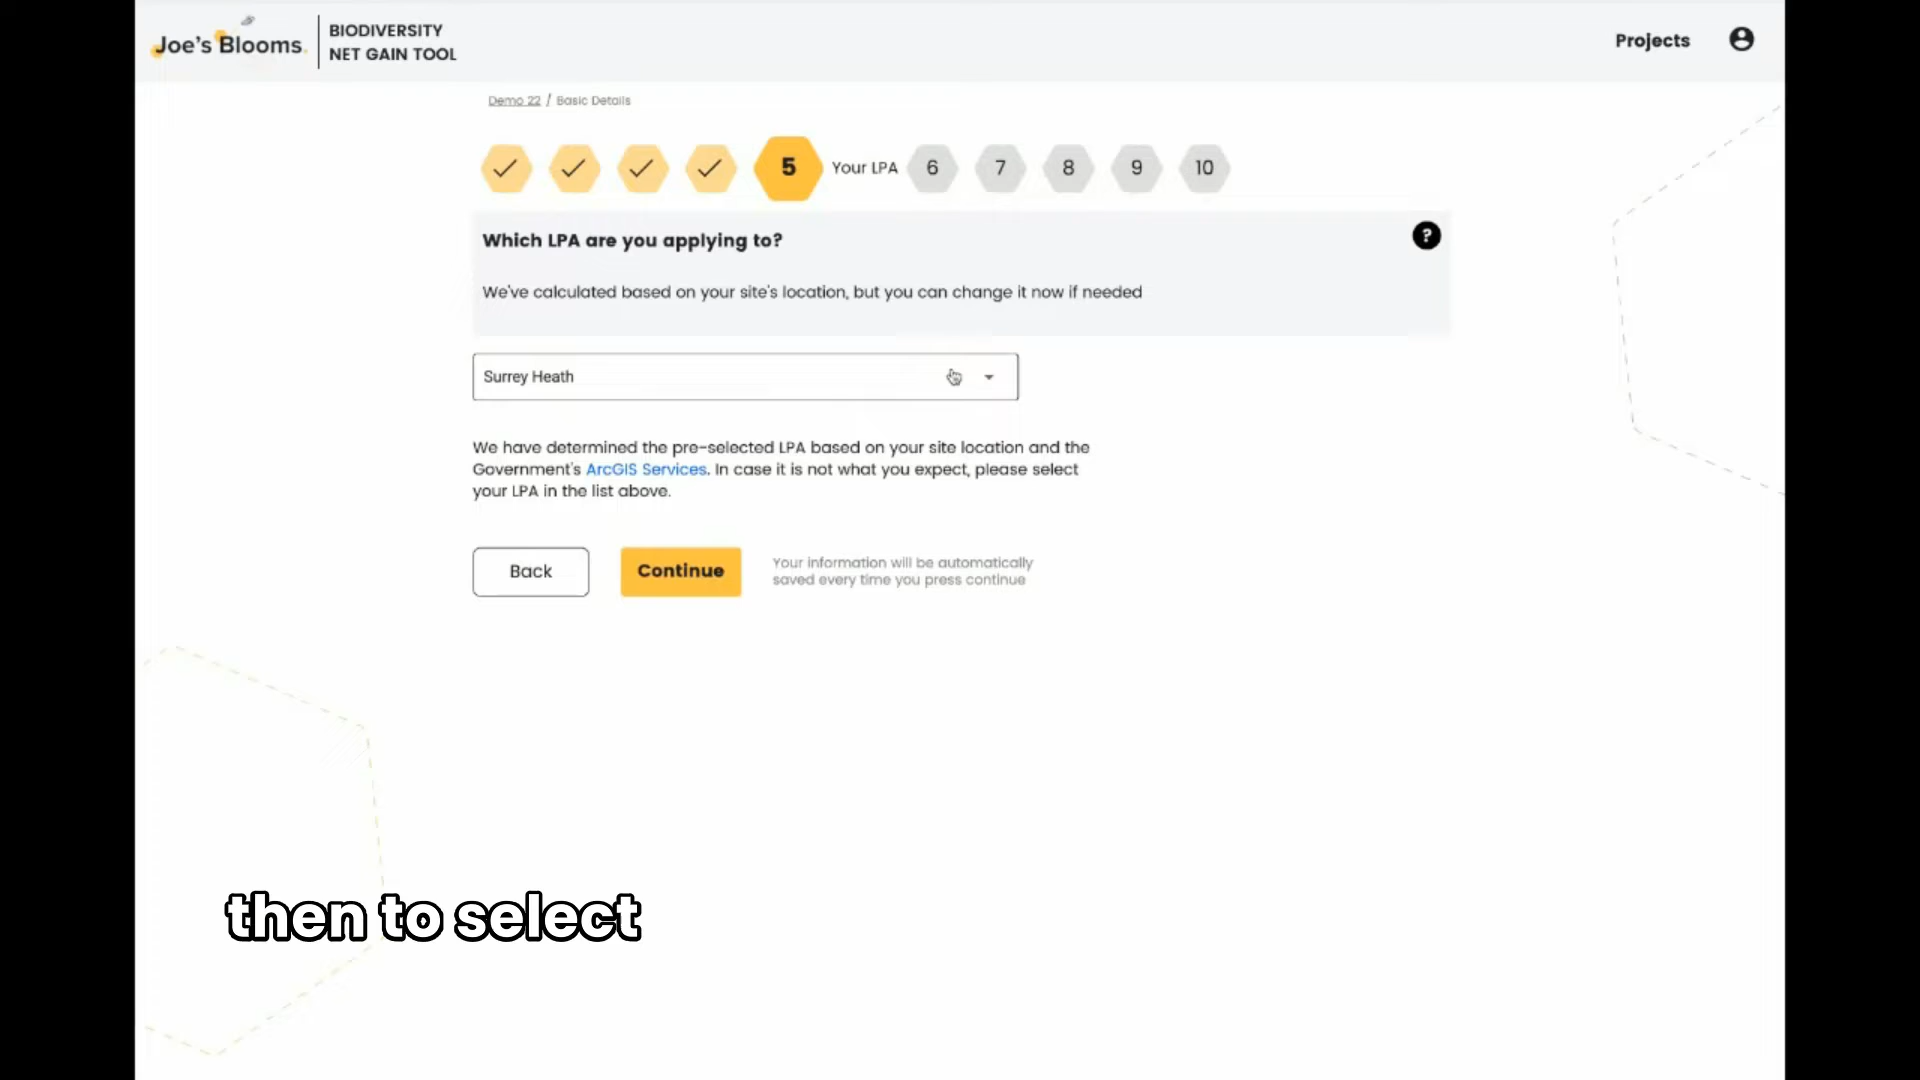 Joe's Blooms.
BIODIVERSITY
NET GAIN TOOL
Projects
Demo 22 / Basic Details
5 Your LPA 6 7 8 9 10
Which LPA are you applying to?
?
We've calculated based on your site's location, but you can change it now if needed
Surrey Heath
We have determined the pre-selected LPA based on your site location and the
Government's ArcGIS Services. In case it is not what you expect, please select
your LPA in the list above.
Back
Continue
Your information will be automatically
saved every time you press continue
then to select